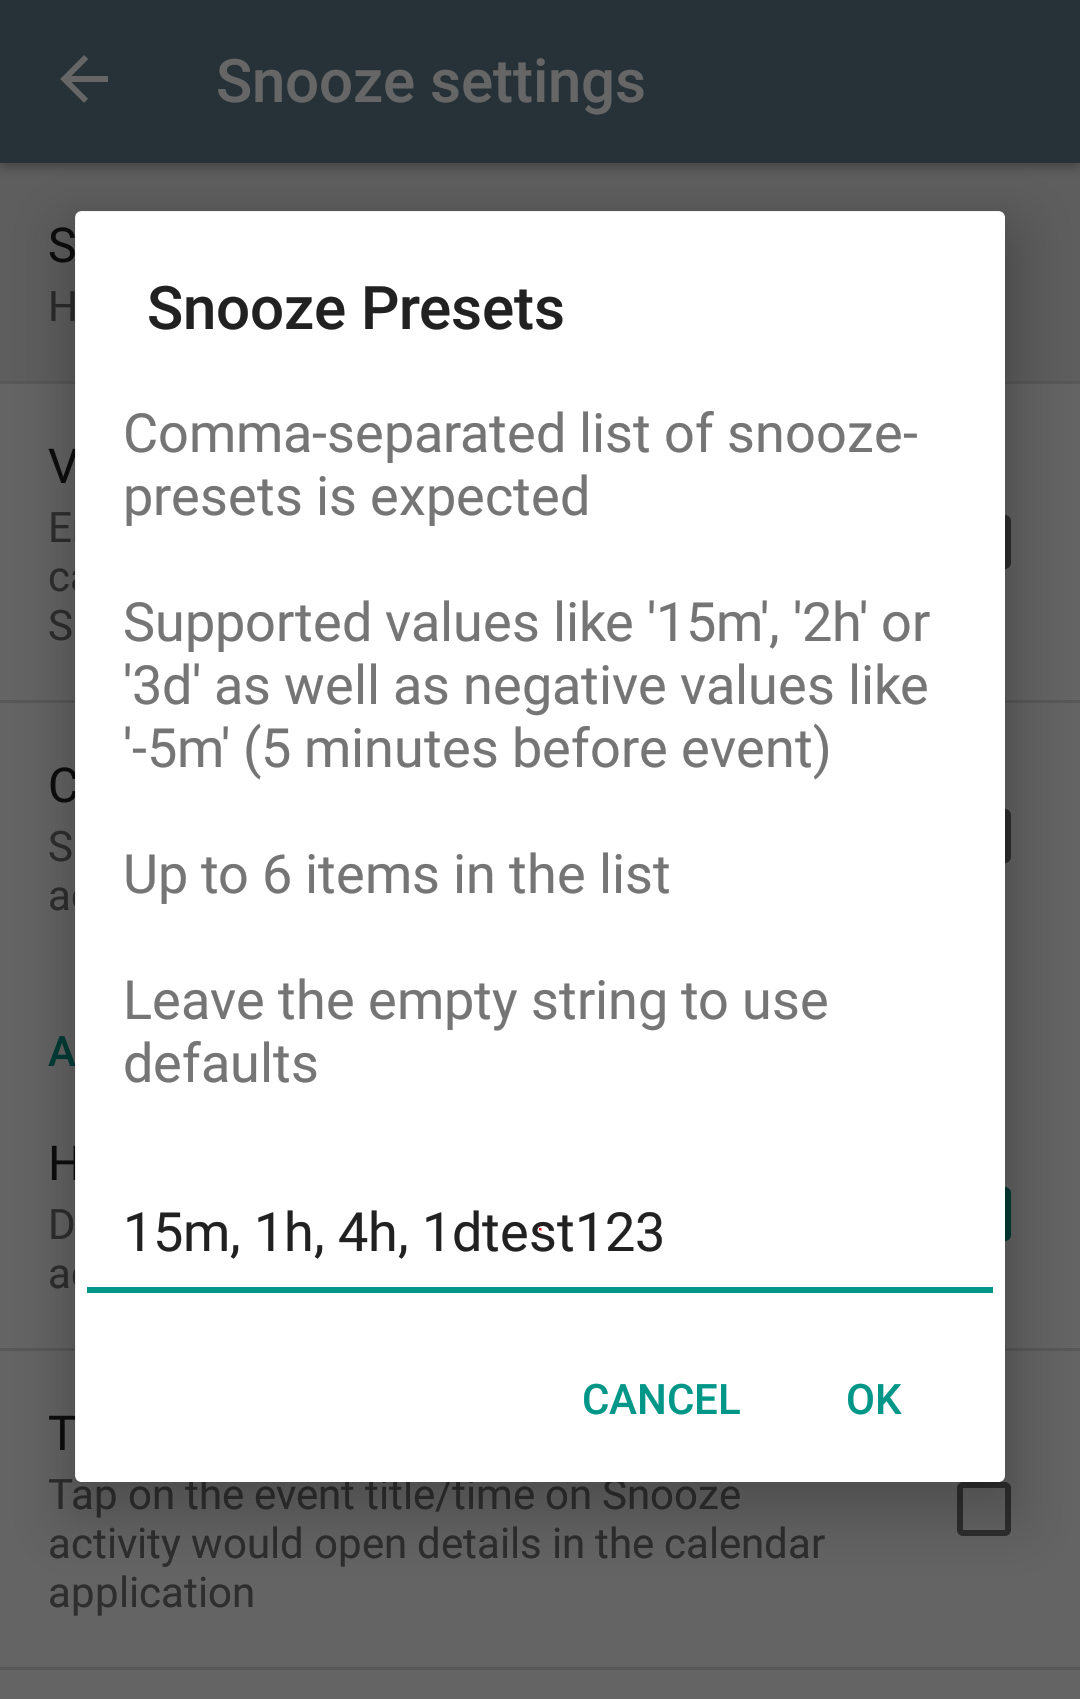 Snooze settings
S
H
Snooze Presets
Comma-separated list of snooze-
presets is expected
V
E
Supported values like '15m', '2h' or
'3d' as well as negative values like
'-5m' (5 minutes before event)
S
C
S
Up to 6 items in the list
Leave the empty string to use
defaults
A
H
D
15m, 1h, 4h, 1dtest123
CANCEL OK
T
Tap on the event title/time on Snooze
activity would open details in the calendar
application